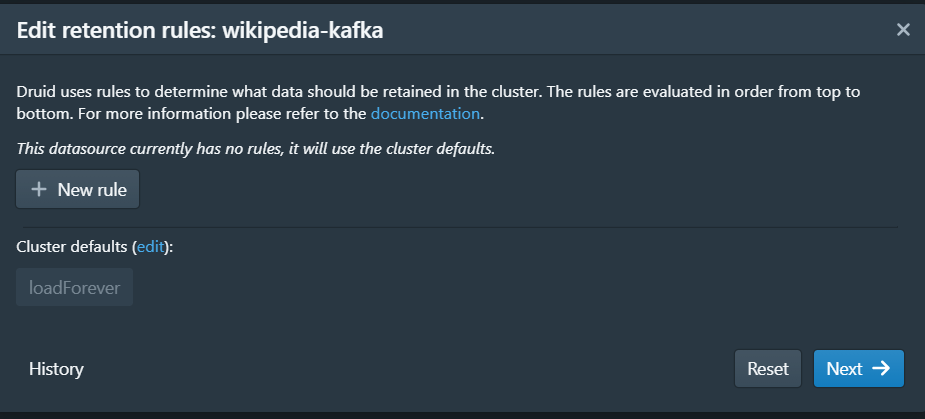 Edit retention rules: wikipedia-kafka
Druid uses rules to determine what data should be retained in the cluster. The rules are evaluated in order from top to
bottom. For more information please refer to the documentation.
This datasource currently has no rules, it will use the cluster defaults.
New rule
Cluster defaults (edit):
loadForever
History
Reset
Next